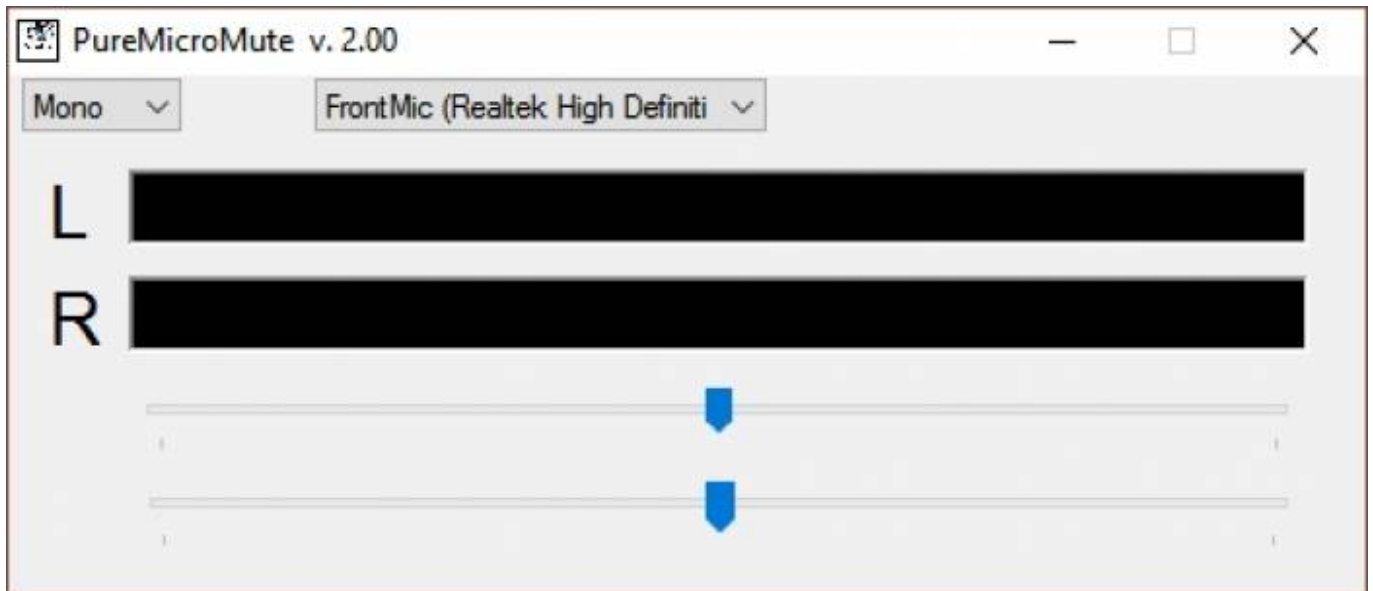 PureMicroMute v. 2.00
Mono FrontMic (Realtek High Definiti
L
R